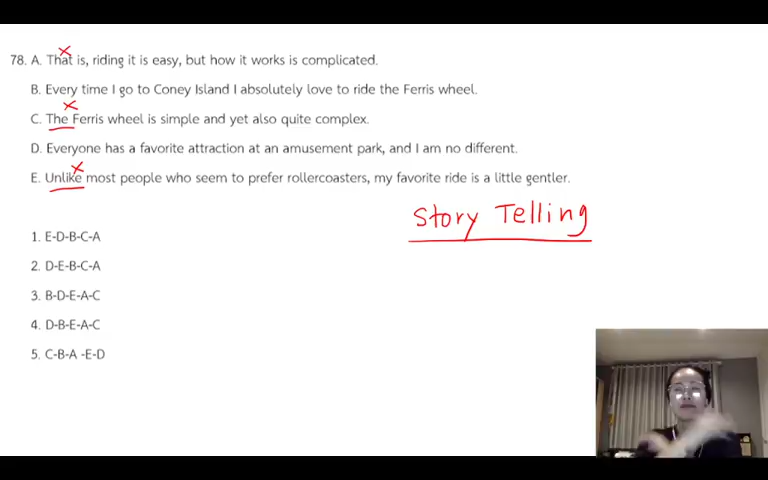 78. A. That is, riding it is easy, but how it works is complicated.
B. Every time I go to Coney Island I absolutely love to ride the Ferris wheel.
C. The Ferris wheel is simple and yet also quite complex.
D. Everyone has a favorite attraction at an amusement park, and I am no different.
E. Unlike most people who seem to prefer rollercoasters, my favorite ride is a little gentler.
Story Telling
1. E-D-B-C-A
2. D-E-B-C-A
3. B-D-E-A-C
4. D-B-E-A-C
5. C-B-A -E-D